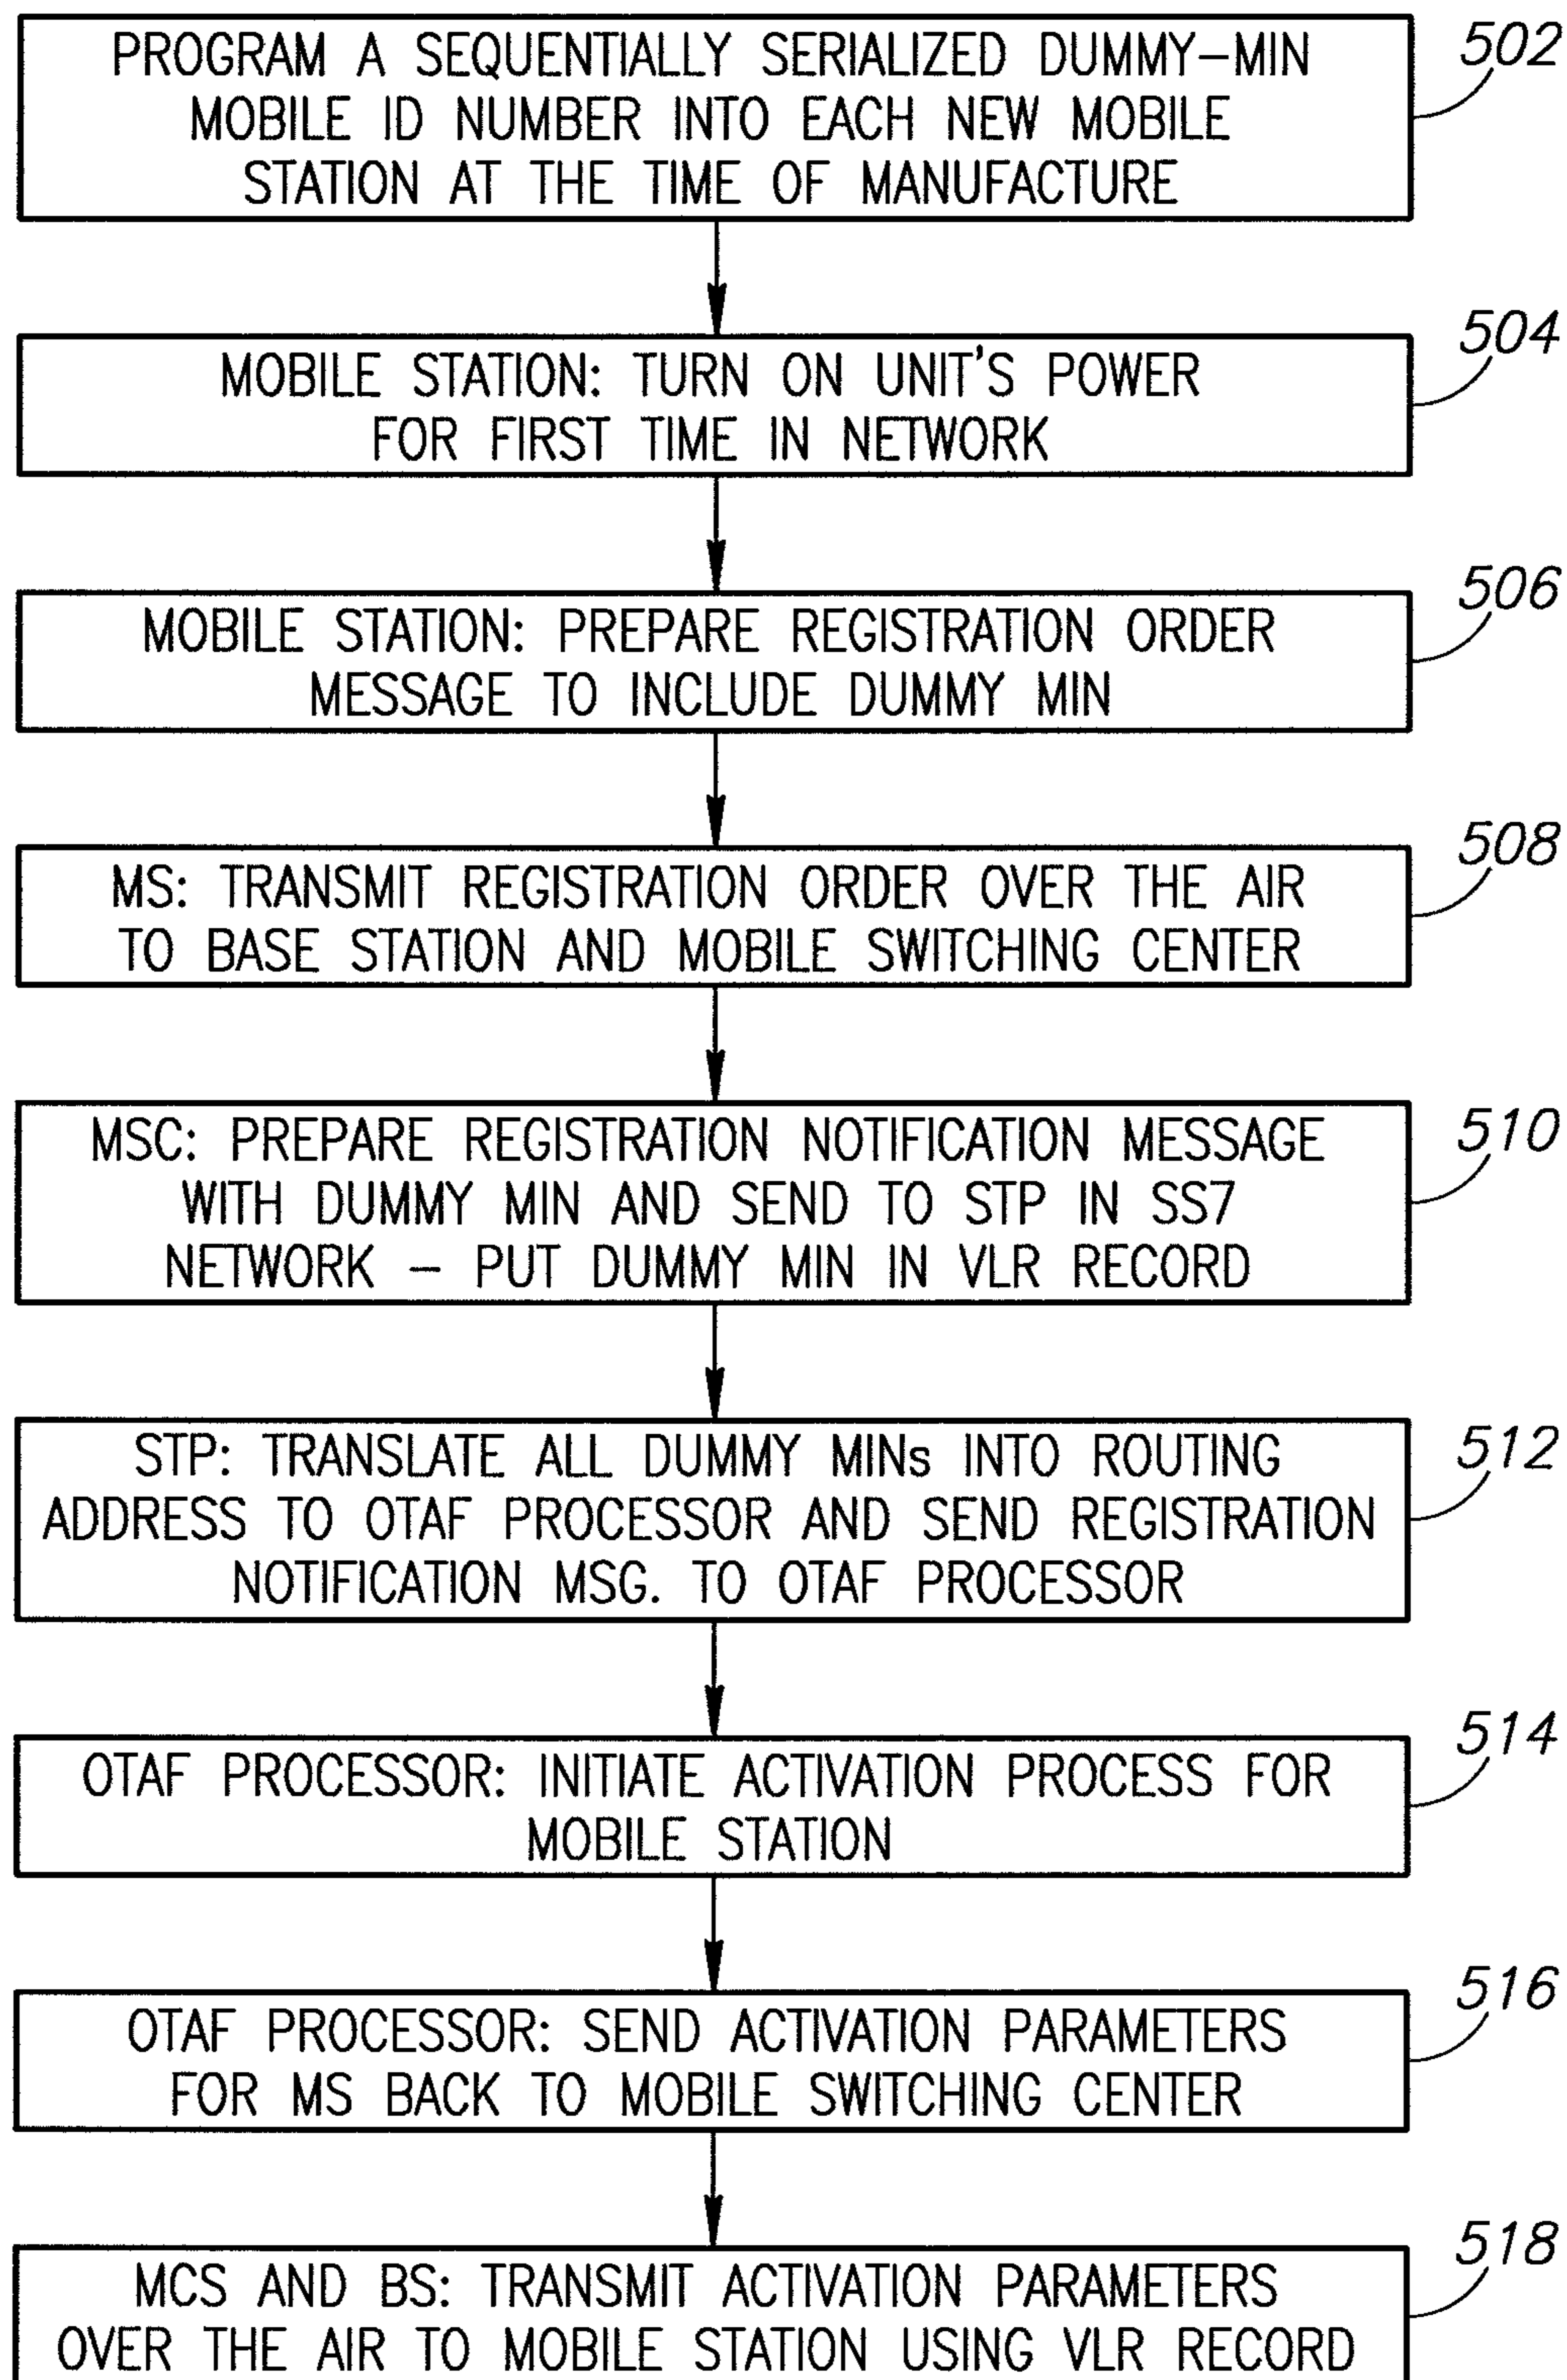 PROGRAM A SEQUENTIALLY SERIALIZED DUMMY-MIN
MOBILE ID NUMBER INTO EACH NEW MOBILE
STATION AT THE TIME OF MANUFACTURE
502
MOBILE STATION: TURN ON UNIT'S POWER
FOR FIRST TIME IN NETWORK
504
MOBILE STATION: PREPARE REGISTRATION ORDER
MESSAGE TO INCLUDE DUMMY MIN
506
MS: TRANSMIT REGISTRATION ORDER OVER THE AIR
TO BASE STATION AND MOBILE SWITCHING CENTER
508
MSC: PREPARE REGISTRATION NOTIFICATION MESSAGE
WITH DUMMY MIN AND SEND TO STP IN SS7
NETWORK - PUT DUMMY MIN IN VLR RECORD
510
STP: TRANSLATE ALL DUMMY MINs INTO ROUTING
ADDRESS TO OTAF PROCESSOR AND SEND REGISTRATION
NOTIFICATION MSG. TO OTAF PROCESSOR
512
OTAF PROCESSOR: INITIATE ACTIVATION PROCESS FOR
MOBILE STATION
514
OTAF PROCESSOR: SEND ACTIVATION PARAMETERS
FOR MS BACK TO MOBILE SWITCHING CENTER
516
MCS AND BS: TRANSMIT ACTIVATION PARAMETERS
OVER THE AIR TO MOBILE STATION USING VLR RECORD
518